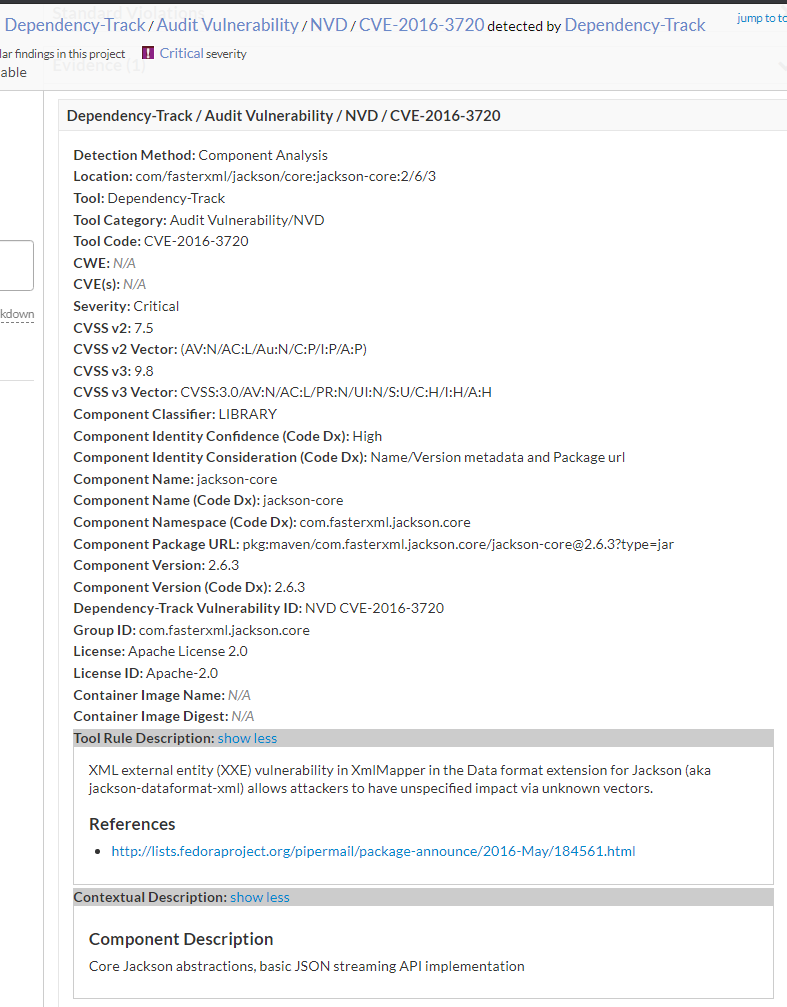 Standard Violations
Dependency-Track / Audit Vulnerability / NVD / CVE-2016-3720 detected by Dependency-Track
jump to to
lar findings in this project Critical severity
Evidence (1)
able
Dependency-Track / Audit Vulnerability / NVD / CVE-2016-3720
Detection Method: Component Analysis
Location: com/fasterxml/jackson/core:jackson-core:2/6/3
Tool: Dependency-Track
Tool Category: Audit Vulnerability/NVD
Tool Code: CVE-2016-3720
CWE: N/A
CVE(s): N/A
kdown
Severity: Critical
CVSS v2: 7.5
CVSS v2 Vector: (AV:N/AC:L/Au:N/C:P/I:P/A:P)
CVSS v3: 9.8
CVSS v3 Vector: CVSS:3.0/AV:N/AC:L/PR:N/UI:N/S:U/C:H/I:H/A:H
Component Classifier: LIBRARY
Component Identity Confidence (Code Dx): High
Component Identity Consideration (Code Dx): Name/Version metadata and Package url
Component Name: jackson-core
Component Name (Code Dx): jackson-core
Component Namespace (Code Dx): com.fasterxml.jackson.core
Component Package URL: pkg:maven/com.fasterxml.jackson.core/jackson-core@2.6.3?type=jar
Component Version: 2.6.3
Component Version (Code Dx): 2.6.3
Dependency-Track Vulnerability ID: NVD CVE-2016-3720
Group ID: com.fasterxml.jackson.core
License: Apache License 2.0
License ID: Apache-2.0
Container Image Name: N/A
Container Image Digest: N/A
Tool Rule Description: show less
XML external entity (XXE) vulnerability in XmlMapper in the Data format extension for Jackson (aka
jackson-dataformat-xml) allows attackers to have unspecified impact via unknown vectors.
References
• http://lists.fedoraproject.org/pipermail/package-announce/2016-May/184561.html
Contextual Description: show less
Component Description
Core Jackson abstractions, basic JSON streaming API implementation